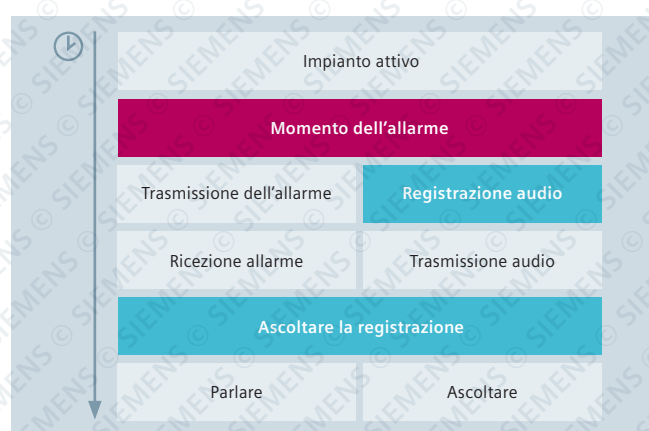 Impianto attivo
Momento dell'allarme
Trasmissione dell'allarme
Registrazione audio
Ricezione allarme
Trasmissione audio
Ascoltare la registrazione
Parlare
Ascoltare
© SIEMENS